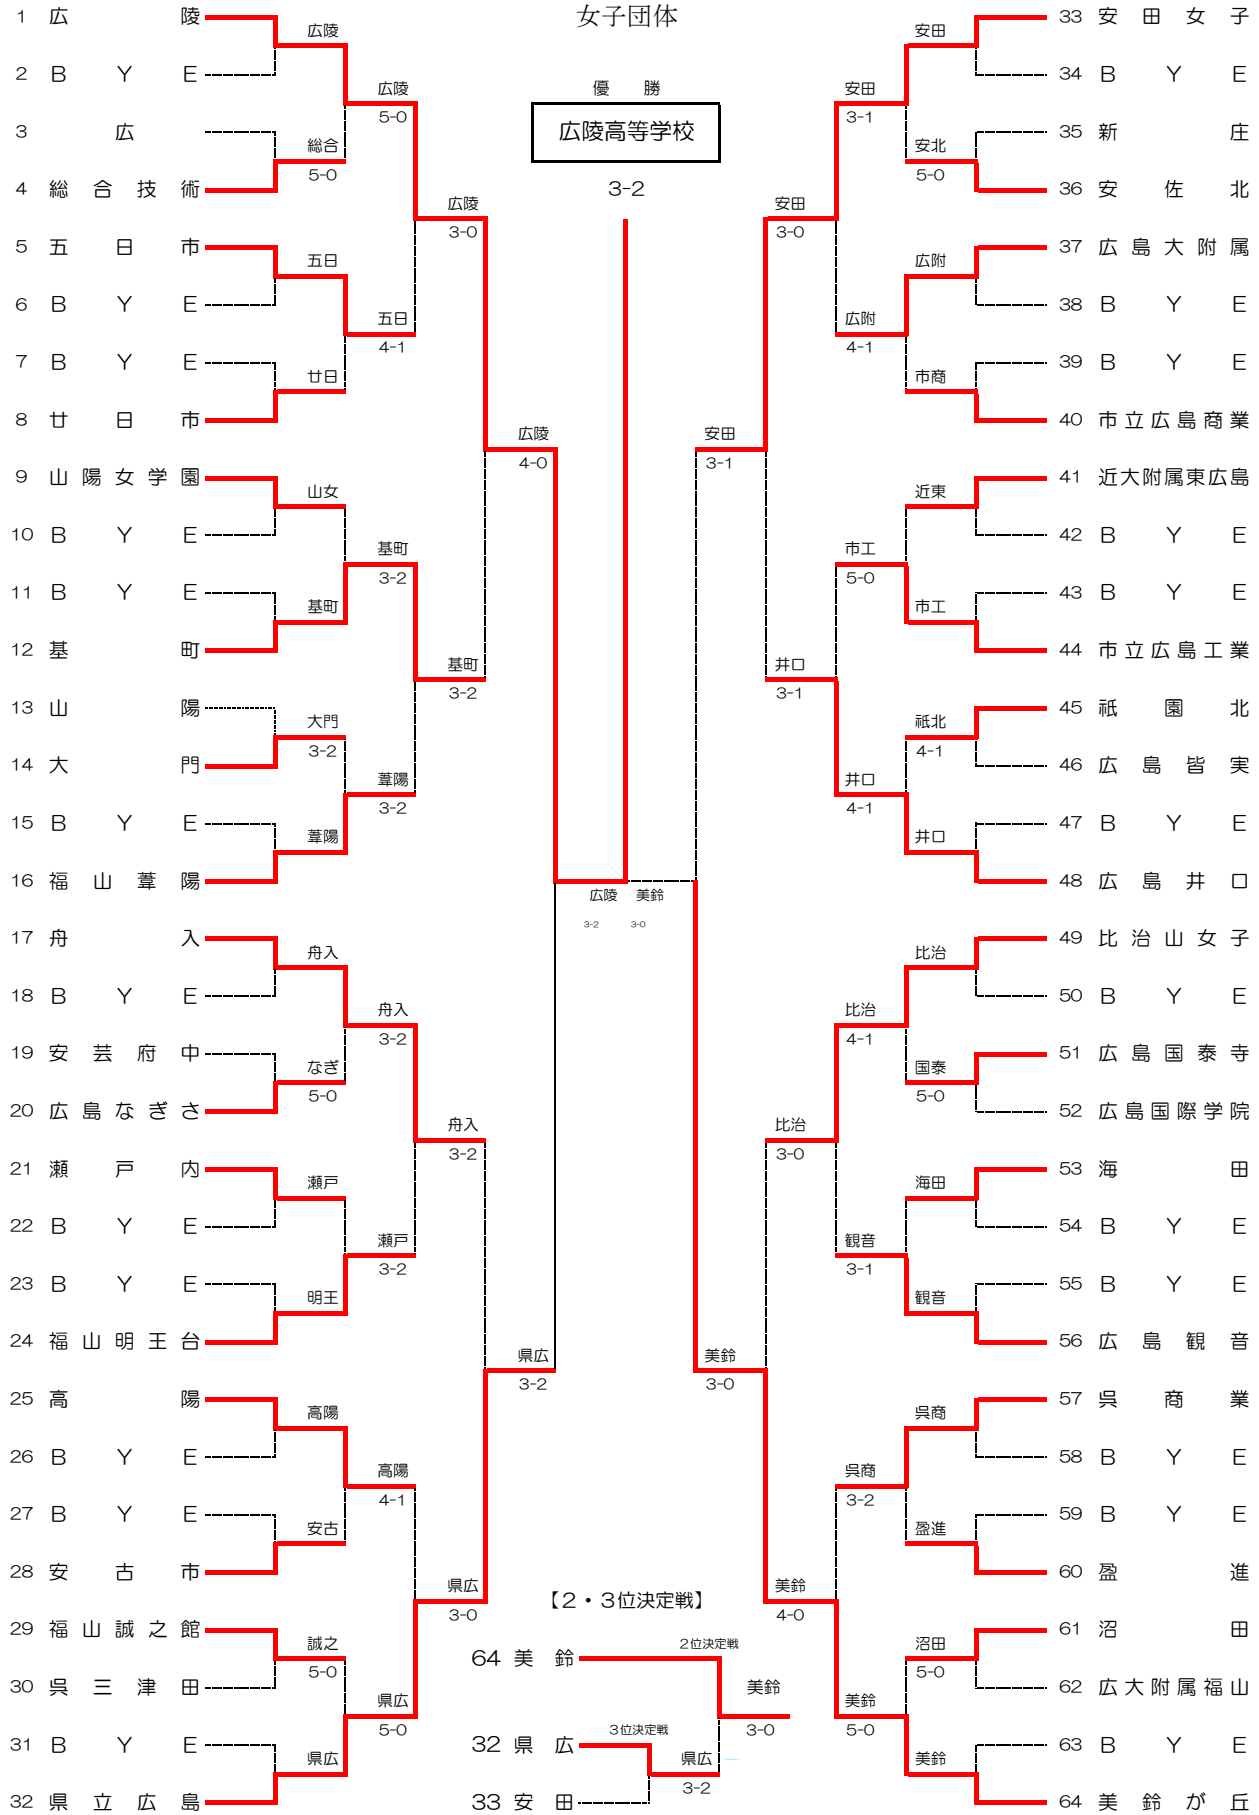 女子団体
優 勝
広陵高等学校
3-2
1 広陵
2 BYE
3 広
4 総合技術
5 五日市
6 BYE
7 BYE
8 廿日市
9 山陽女学園
10 BYE
11 BYE
12 基町
13 山陽
14 大門
15 BYE
16 福山葦陽
17 舟入
18 BYE
19 安芸府中
20 広島なぎさ
21 瀬戸内
22 BYE
23 BYE
24 福山明王台
25 高陽
26 BYE
27 BYE
28 安古市
29 福山誠之館
30 呉三津田
31 BYE
32 県立広島
広陵
総合
5-0
五日
廿日
山女
基町
大門
3-2
葦陽
舟入
なぎ
5-0
瀬戸
明王
高陽
安古
誠之
5-0
県広
広陵
5-0
五日
4-1
基町
3-2
葦陽
3-2
舟入
3-2
瀬戸
3-2
高陽
4-1
県広
5-0
広陵
3-0
基町
3-2
舟入
3-2
県広
3-0
広陵
4-0
県広
3-2
広陵 美鈴
3-2 3-0
安田
3-1
美鈴
3-0
安田
3-0
井口
3-1
比治
3-0
美鈴
4-0
安田
3-1
広附
4-1
市工
5-0
井口
4-1
比治
4-1
観音
3-1
呉商
3-2
美鈴
5-0
安田
安北
5-0
広附
市商
近東
市工
祇北
4-1
井口
比治
国泰
5-0
海田
観音
呉商
盈進
沼田
5-0
美鈴
33 安田女子
34 BYE
35 新庄
36 安佐北
37 広島大附属
38 BYE
39 BYE
40 市立広島商業
41 近大附属東広島
42 BYE
43 BYE
44 市立広島工業
45 祇園北
46 広島皆実
47 BYE
48 広島井口
49 比治山女子
50 BYE
51 広島国泰寺
52 広島国際学院
53 海田
54 BYE
55 BYE
56 広島観音
57 呉商業
58 BYE
59 BYE
60 盈進
61 沼田
62 広大附属福山
63 BYE
64 美鈴が丘
【2・3位決定戦】
64 美鈴
2位決定戦
美鈴
3-0
32 県広
3位決定戦
県広
3-2
33 安田